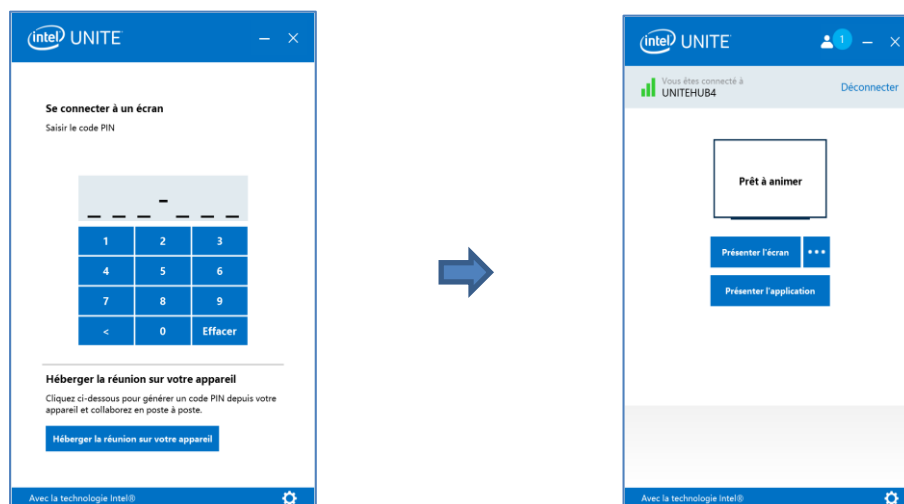 intel UNITE
Se connecter à un écran
Saisir le code PIN
_ _ _ - _ _ _
1 2 3
4 5 6
7 8 9
< 0 Effacer
Héberger la réunion sur votre appareil
Cliquez ci-dessous pour générer un code PIN depuis votre
appareil et collaborez en poste à poste.
Héberger la réunion sur votre appareil
Avec la technologie Intel®
intel UNITE 1
Vous êtes connecté à
UNITEHUB4
Déconnecter
Prêt à animer
Présenter l'écran
Présenter l'application
Avec la technologie Intel®